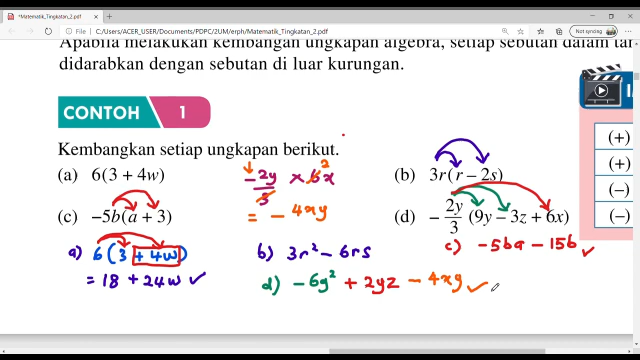 *Matematik_Tingkatan_2.pdf
File | C:/Users/ACER_USER/Documents/PDPC/2UM/erph/Matematik_Tingkatan_2.pdf
Not syncing
Apabila melakukan kembangan ungkapan algebra, setiap sebutan dalam
didarabkan dengan sebutan di luar kurungan.
CONTOH 1
Kembangkan setiap ungkapan berikut.
(a) 6(3 + 4w)
(b) 3r(r − 2s)
(c) −5b(a + 3)
(d) − 2y/3 (9y − 3z + 6x)
− 2y/3 × 6x 2
= − 4xy
(+)
(+)
(−)
(−)
a) 6(3 + 4w)
= 18 + 24w ✓
b) 3r² − 6rs
c) −5ba − 15b ✓
d) − 6y² + 2yz − 4xy ✓